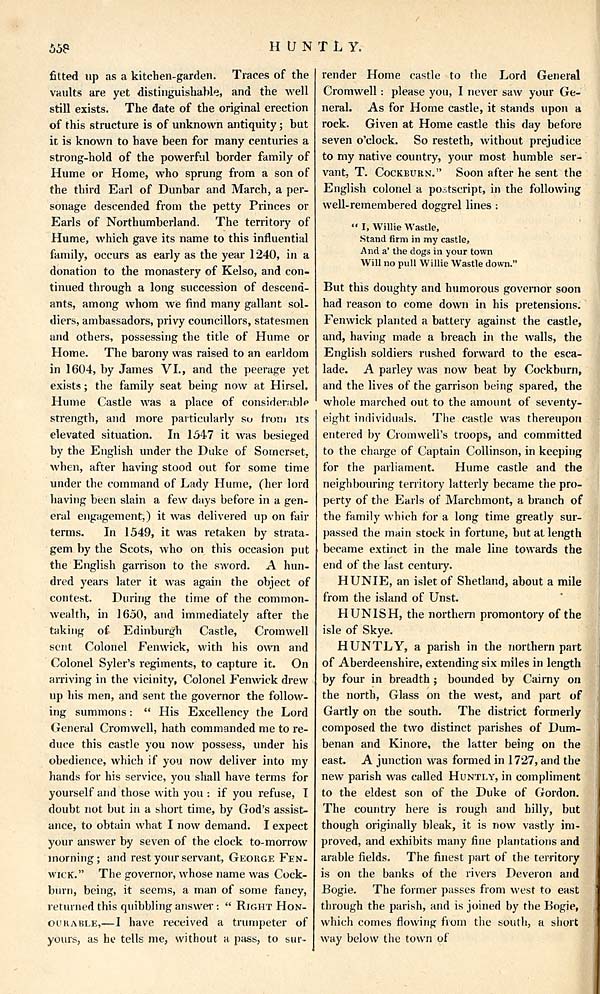 558
HUNTLY.
fitted up as a kitchen-garden. Traces of the
vaults are yet distinguishable, and the well
still exists. The date of the original erection
of this structure is of unknown antiquity; but
it is known to have been for many centuries a
strong-hold of the powerful border family of
Hume or Home, who sprung from a son of
the third Earl of Dunbar and March, a per-
sonage descended from the petty Princes or
Earls of Northumberland. The territory of
Hume, which gave its name to this influential
family, occurs as early as the year 1240, in a
donation to the monastery of Kelso, and con-
tinued through a long succession of descend-
ants, among whom we find many gallant sol-
diers, ambassadors, privy councillors, statesmen
and others, possessing the title of Hume or
Home. The barony was raised to an earldom
in 1604, by James VI., and the peerage yet
exists; the family seat being now at Hirsel.
Hume Castle was a place of considerable
strength, and more particularly so from its
elevated situation. In 1547 it was besieged
by the English under the Duke of Somerset,
when, after having stood out for some time
under the command of Lady Hume, (her lord
having been slain a few days before in a gen-
eral engagement,) it was delivered up on fair
terms. In 1549, it was retaken by strata-
gem by the Scots, who on this occasion put
the English garrison to the sword. A hun-
dred years later it was again the object of
contest. During the time of the common-
wealth, in 1650, and immediately after the
taking of Edinburgh Castle, Cromwell
sent Colonel Fenwick, with his own and
Colonel Syler's regiments, to capture it. On
arriving in the vicinity, Colonel Fenwick drew
up his men, and sent the governor the follow-
ing summons: “ His Excellency the Lord
General Cromwell, hath commanded me to re-
duce this castle you now possess, under his
obedience, which if you now deliver into my
hands for his service, you shall have terms for
yourself and those with you : if you refuse, I
doubt not but in a short time, by God's assist-
ance, to obtain what I now demand. I expect
your answer by seven of the clock to-morrow
morning; and rest your servant, GEORGE FEN-
WICK.” The governor, whose name was Cock-
burn, being, it seems, a man of some fancy,
returned this quibbling answer: “ RIGHT HON-
OURABLE,—I have received a trumpeter of
yours, as he tells me, without a pass, to sur-
render Home castle to the Lord General
Cromwell : please you, I never saw your Ge-
neral. As for Home castle, it stands upon a
rock. Given at Home castle this day before
seven o'clock. So resteth, without prejudice
to my native country, your most humble ser-
vant, T. COCKBURN.” Soon after he sent the
English colonel a postscript, in the following
well-remembered doggrel lines :
“ I, Willie Wastle,
Stand firm in my castle,
And a' the dogs in your town
Will no pull Willie Wastle down.”
But this doughty and humorous governor soon
had reason to come down in his pretensions.
Fenwick planted a battery against the castle,
and, having made a breach in the walls, the
English soldiers rushed forward to the esca-
lade. A parley was now beat by Cockburn,
and the lives of the garrison being spared, the
whole marched out to the amount of seventy-
eight individuals. The castle was thereupon
entered by Cromwell's troops, and committed
to the charge of Captain Collinson, in keeping
for the parliament. Hume castle and the
neighbouring territory latterly became the pro-
perty of the Earls of Marchmont, a branch of
the family which for a long time greatly sur-
passed the main stock in fortune, but at length
became extinct in the male line towards the
end of the last century.
HUNIE, an islet of Shetland, about a mile
from the island of Unst.
HUNISH, the northern promontory of the
isle of Skye.
HUNTLY, a parish in the northern part
of Aberdeenshire, extending six miles in length
by four in breadth; bounded by Cairny on
the north, Glass on the west, and part of
Gartly on the south. The district formerly
composed the two distinct parishes of Dum-
benan and Kinore, the latter being on the
east. A junction was formed in 1727, and the
new parish was called HUNTLY, in compliment
to the eldest son of the Duke of Gordon.
The country here is rough and hilly, but
though originally bleak, it is now vastly im-
proved, and exhibits many fine plantations and
arable fields. The finest part of the territory
is on the banks of the rivers Deveron and
Bogie. The former passes from west to east
through the parish, and is joined by the Bogie,
which comes flowing from the south, a short
way below the town of